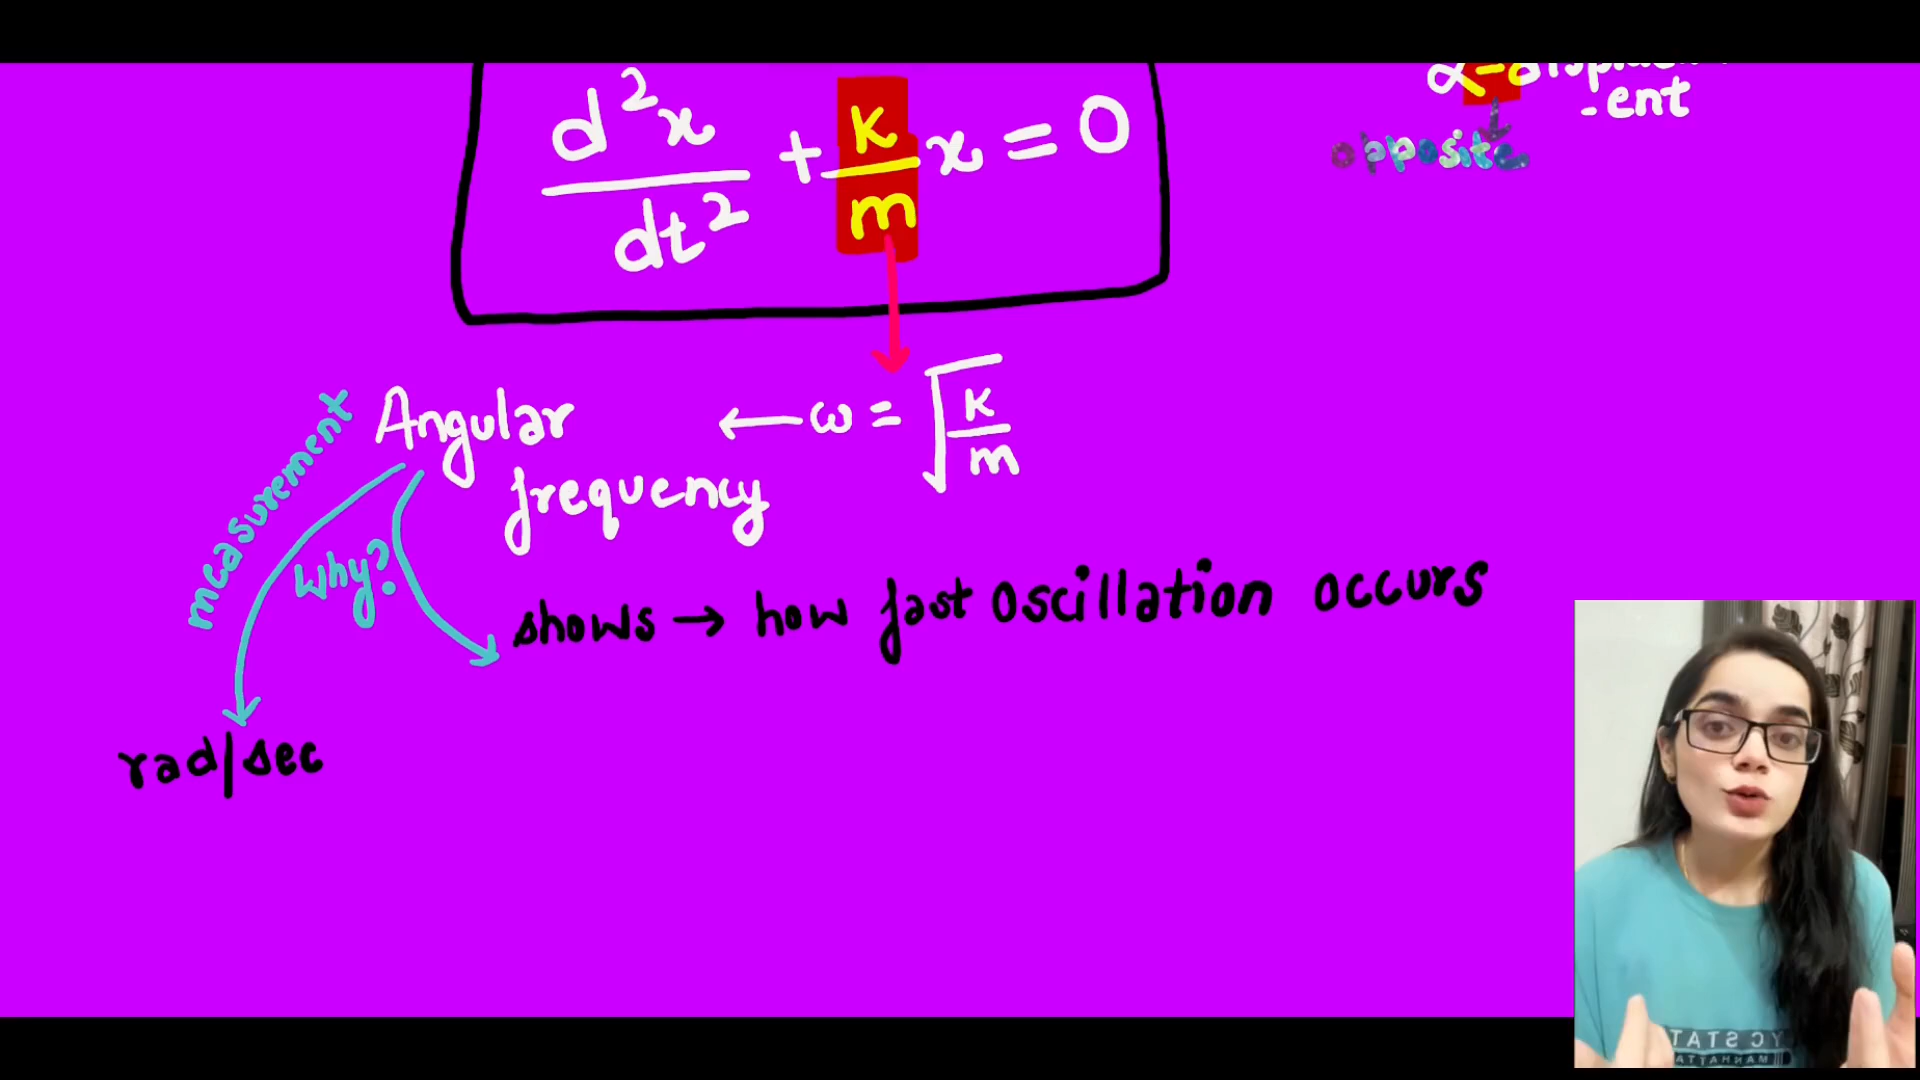 d²x/dt² + k/m x = 0
-ent
opposite
Angular frequency ← ω = √k/m
measurement
Why?
shows → how fast oscillation occurs
rad/sec